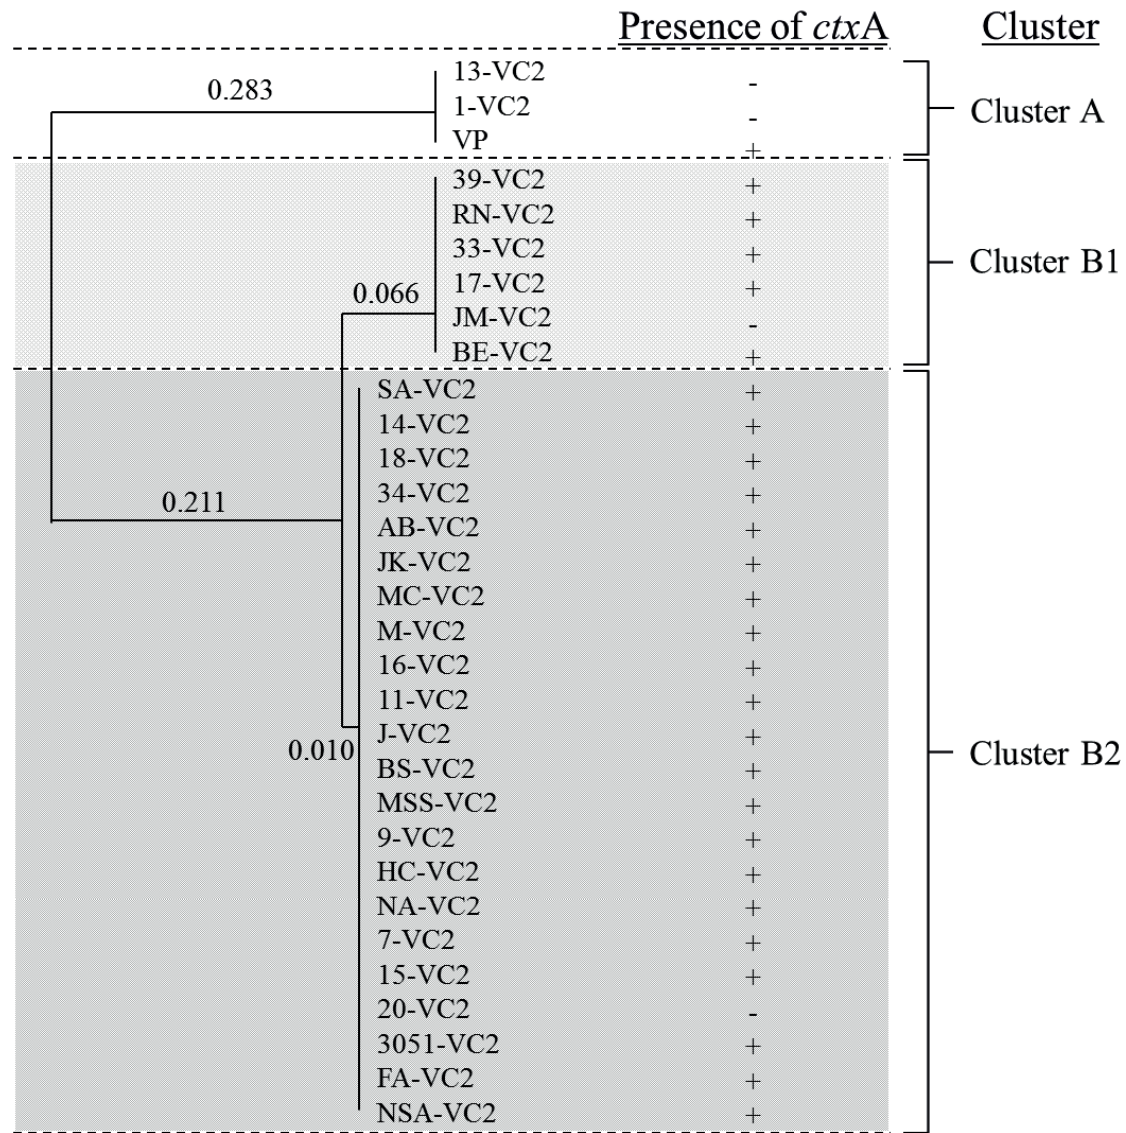 Presence of ctxA Cluster
13-VC2 -
0.283
1-VC2 -
Cluster A
VP +
39-VC2 +
RN-VC2 +
33-VC2 +
Cluster B1
17-VC2 +
0.066
JM-VC2 -
BE-VC2 +
SA-VC2 +
14-VC2 +
18-VC2 +
34-VC2 +
0.211
AB-VC2 +
JK-VC2 +
MC-VC2 +
M-VC2 +
16-VC2 +
11-VC2 +
J-VC2 +
0.010
Cluster B2
BS-VC2 +
MSS-VC2 +
9-VC2 +
HC-VC2 +
NA-VC2 +
7-VC2 +
15-VC2 +
20-VC2 -
3051-VC2 +
FA-VC2 +
NSA-VC2 +